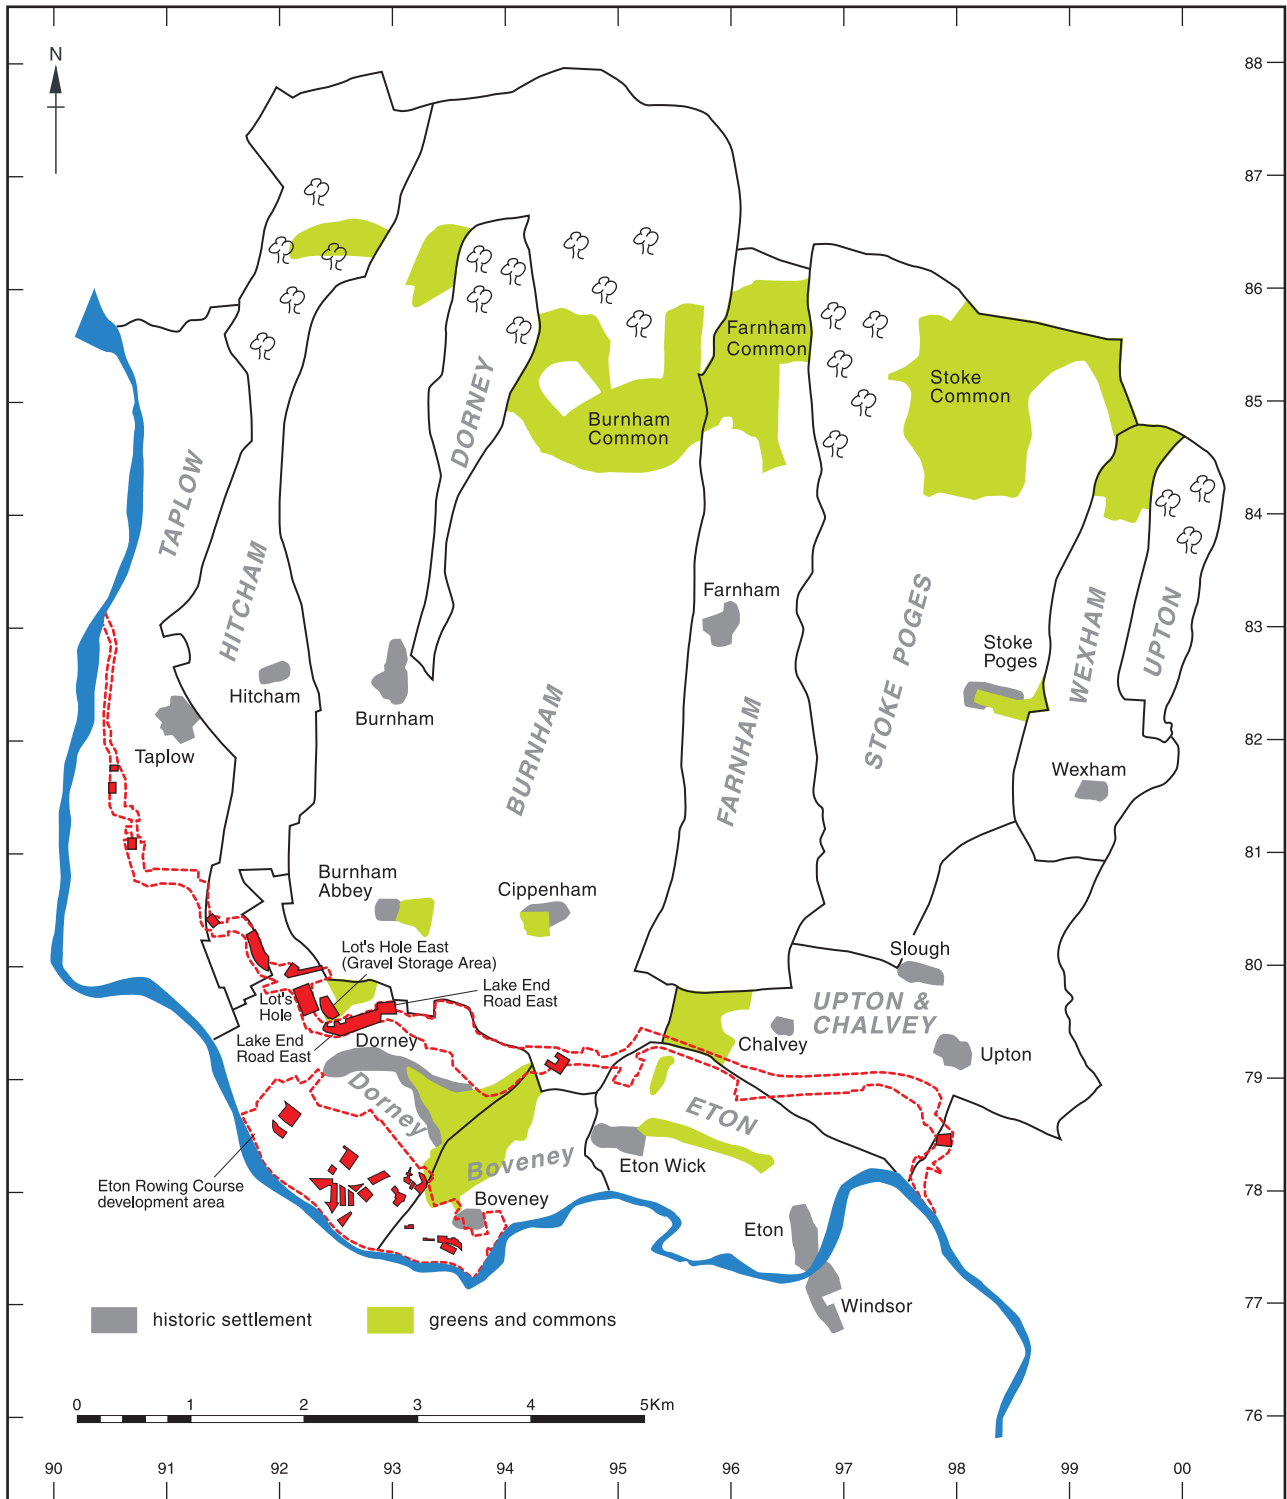 N
88
87
86
85
84
83
82
81
80
79
78
77
76
Farnham
Common
Stoke
Common
Burnham
Common
DORNEY
TAPLOW
HITCHAM
BURNHAM
FARNHAM
STOKE POGES
WEXHAM
UPTON
Farnham
Stoke
Poges
Hitcham
Burnham
Taplow
Wexham
Burnham
Abbey
Cippenham
Lot's Hole East
(Gravel Storage Area)
Slough
Lake End
Road East
Lot's
Hole
UPTON &
CHALVEY
Lake End
Road East
Dorney
Chalvey
Upton
Dorney
ETON
Boveney
Eton Wick
Eton Rowing Course
development area
Boveney
Eton
Windsor
historic settlement
greens and commons
0 1 2 3 4 5Km
90 91 92 93 94 95 96 97 98 99 00